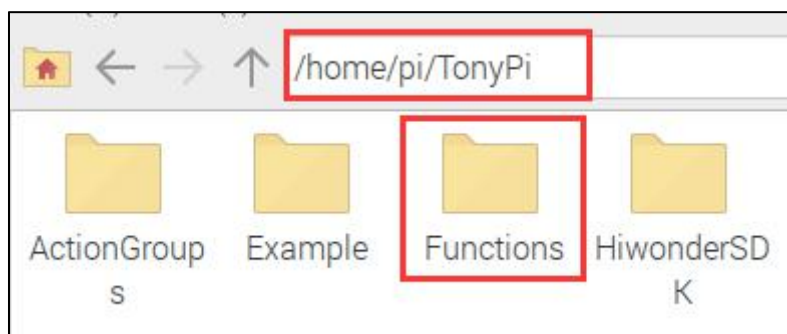 /home/pi/TonyPi
ActionGroup
s
Example
Functions
HiwonderSD
K